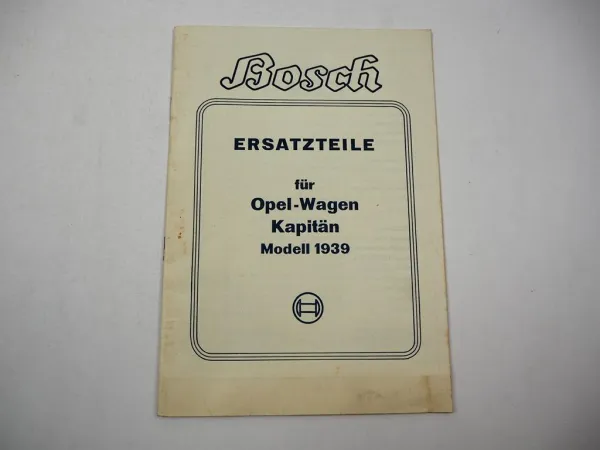 Bosch
ERSATZTEILE
für
Opel-Wagen
Kapitän
Modell 1939